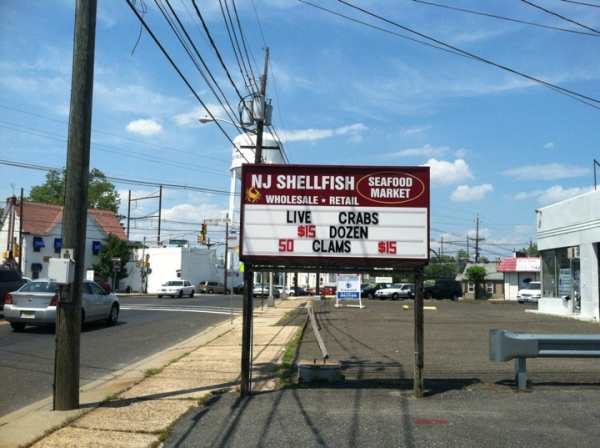 NJ SHELLFISH
SEAFOOD
MARKET
WHOLESALE • RETAIL
LIVE CRABS
$15 DOZEN
50 CLAMS $15